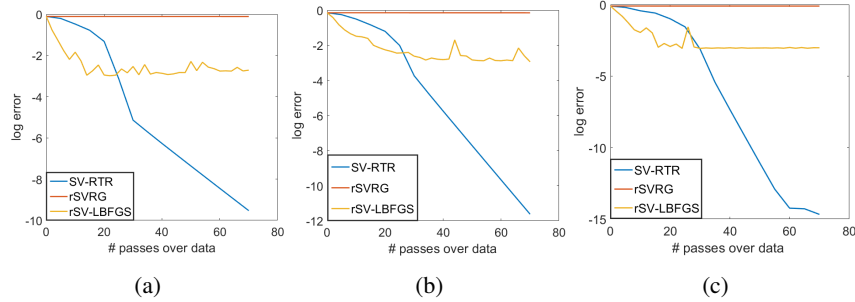 0
-2
-4
-6
-8
-10
log error
SV-RTR
rSVRG
rSV-LBFGS
0 20 40 60 80
# passes over data
(a)
0
-2
-4
-6
-8
-10
-12
log error
SV-RTR
rSVRG
rSV-LBFGS
0 20 40 60 80
# passes over data
(b)
0
-5
-10
-15
log error
SV-RTR
rSVRG
rSV-LBFGS
0 20 40 60 80
# passes over data
(c)